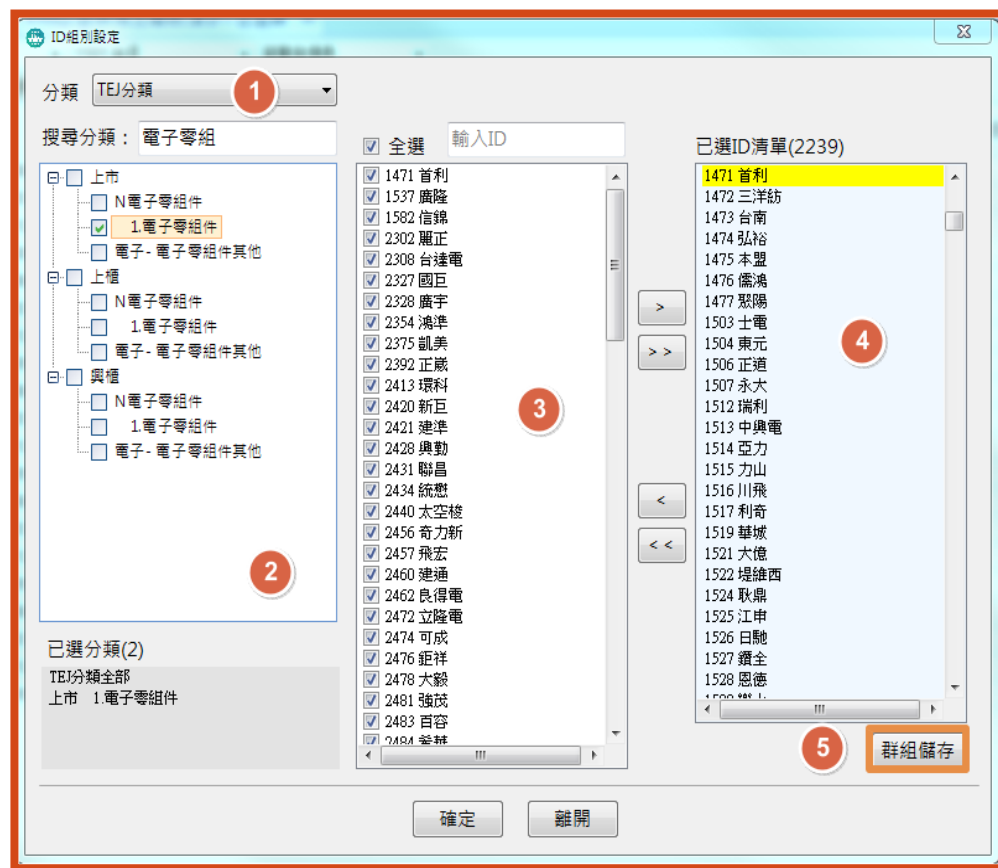 ID組別設定
分類 TEJ分類
1
搜尋分類： 電子零組
上市
N電子零組件
1.電子零組件
電子- 電子零組件其他
上櫃
N電子零組件
1.電子零組件
電子- 電子零組件其他
興櫃
N電子零組件
1.電子零組件
電子- 電子零組件其他
2
已選分類(2)
TEJ分類全部
上市 1.電子零組件
全選 輸入ID
1471 首利
1537 廣隆
1582 信錦
2302 麗正
2308 台達電
2327 國巨
2328 廣宇
2354 鴻準
2375 凱美
2392 正崴
2413 環科
2420 新巨
2421 建準
2428 興勤
2431 聯昌
2434 統懋
2440 太空梭
2456 奇力新
2457 飛宏
2460 建通
2462 良得電
2472 立隆電
2474 可成
2476 鉅祥
2478 大毅
2481 強茂
2483 百容
2484 希華
3
>
> >
<
< <
已選ID清單(2239)
1471 首利
1472 三洋紡
1473 台南
1474 弘裕
1475 本盟
1476 儒鴻
1477 聚陽
1503 士電
1504 東元
1506 正道
1507 永大
1512 瑞利
1513 中興電
1514 亞力
1515 力山
1516 川飛
1517 利奇
1519 華城
1521 大億
1522 堤維西
1524 耿鼎
1525 江申
1526 日馳
1527 鑽全
1528 恩德
4
5
群組儲存
確定 離開